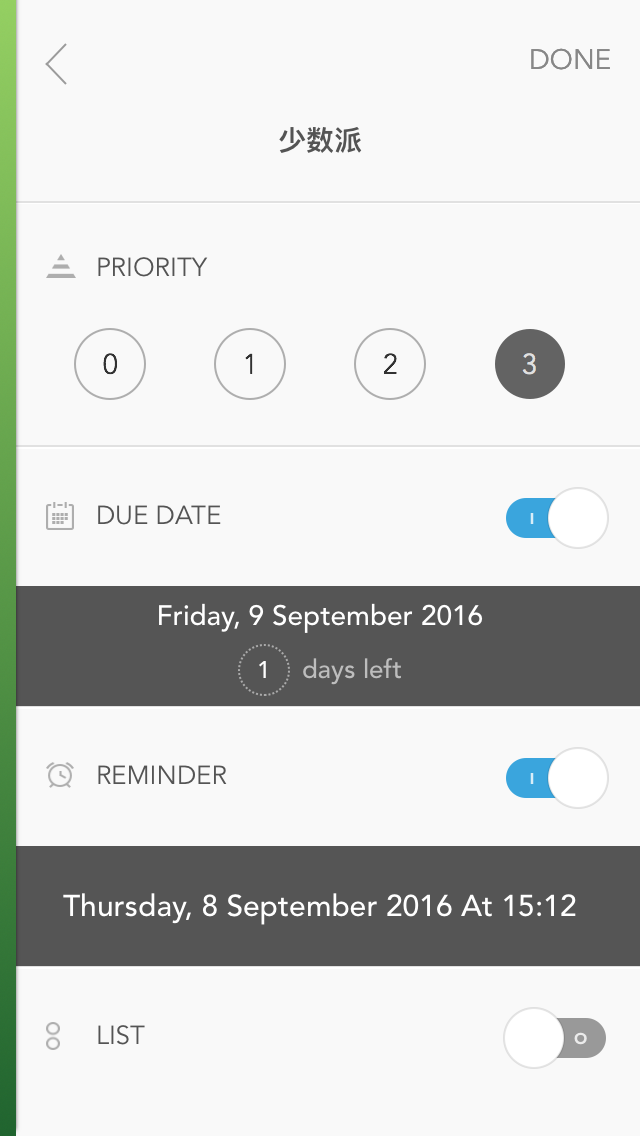 DONE
少数派
PRIORITY
0 1 2 3
DUE DATE
Friday, 9 September 2016
1 days left
REMINDER
Thursday, 8 September 2016 At 15:12
LIST